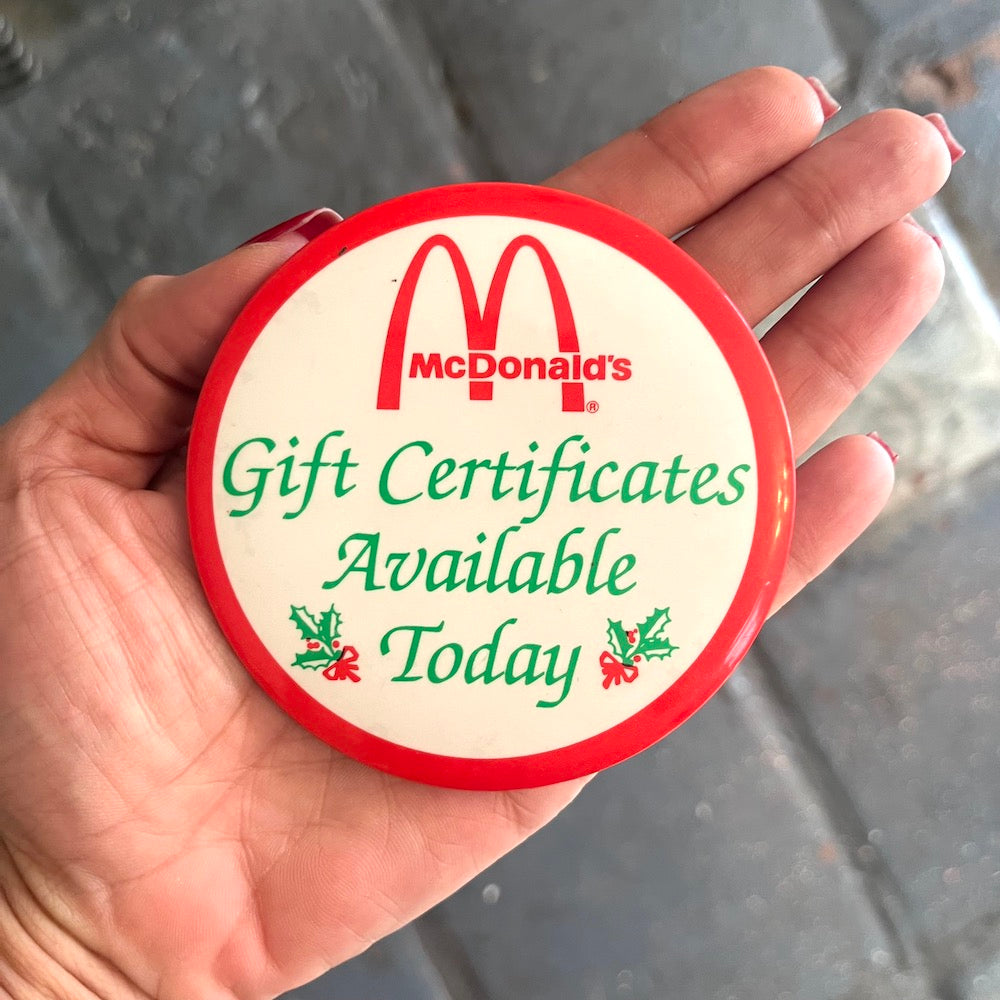 McDonald's
®
Gift Certificates
Available
Today